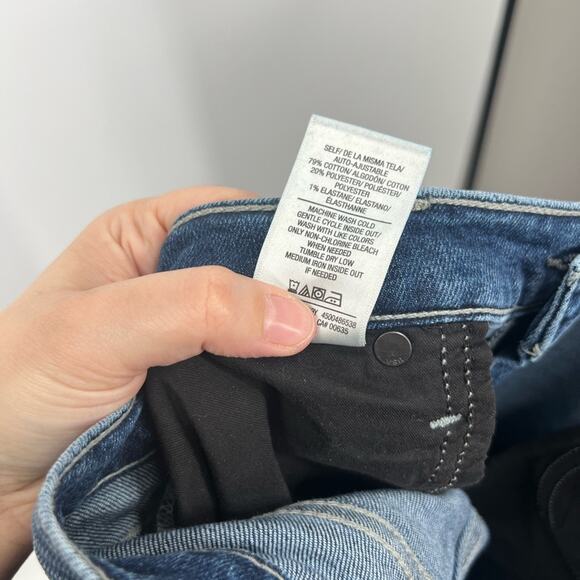 SELF/ DE LA MISMA TELA/
AUTO-AJUSTABLE
79% COTTON/ ALGODÓN/ COTON
20% POLYESTER/ POLIÉSTER/
POLYESTER
1% ELASTANE/ ELASTANO/
ÉLASTHANNE
MACHINE WASH COLD
GENTLE CYCLE INSIDE OUT/
WASH WITH LIKE COLORS
ONLY NON-CHLORINE BLEACH
WHEN NEEDED
TUMBLE DRY LOW
MEDIUM IRON INSIDE OUT
IF NEEDED
4500486538
CA# 00635